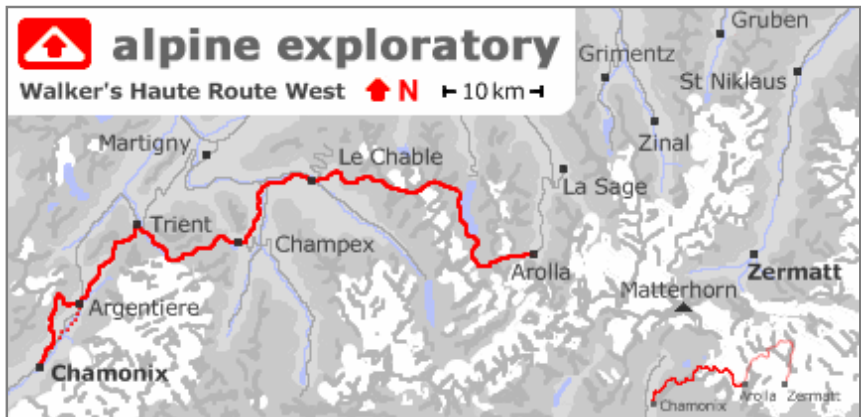 alpine exploratory
Walker's Haute Route West N 10 km
Gruben
Grimentz
St Niklaus
Martigny
Le Chable
Zinal
La Sage
Trient
Champex
Arolla
Zermatt
Matterhorn
Argentiere
Chamonix
Chamonix
Arolla
Zermatt